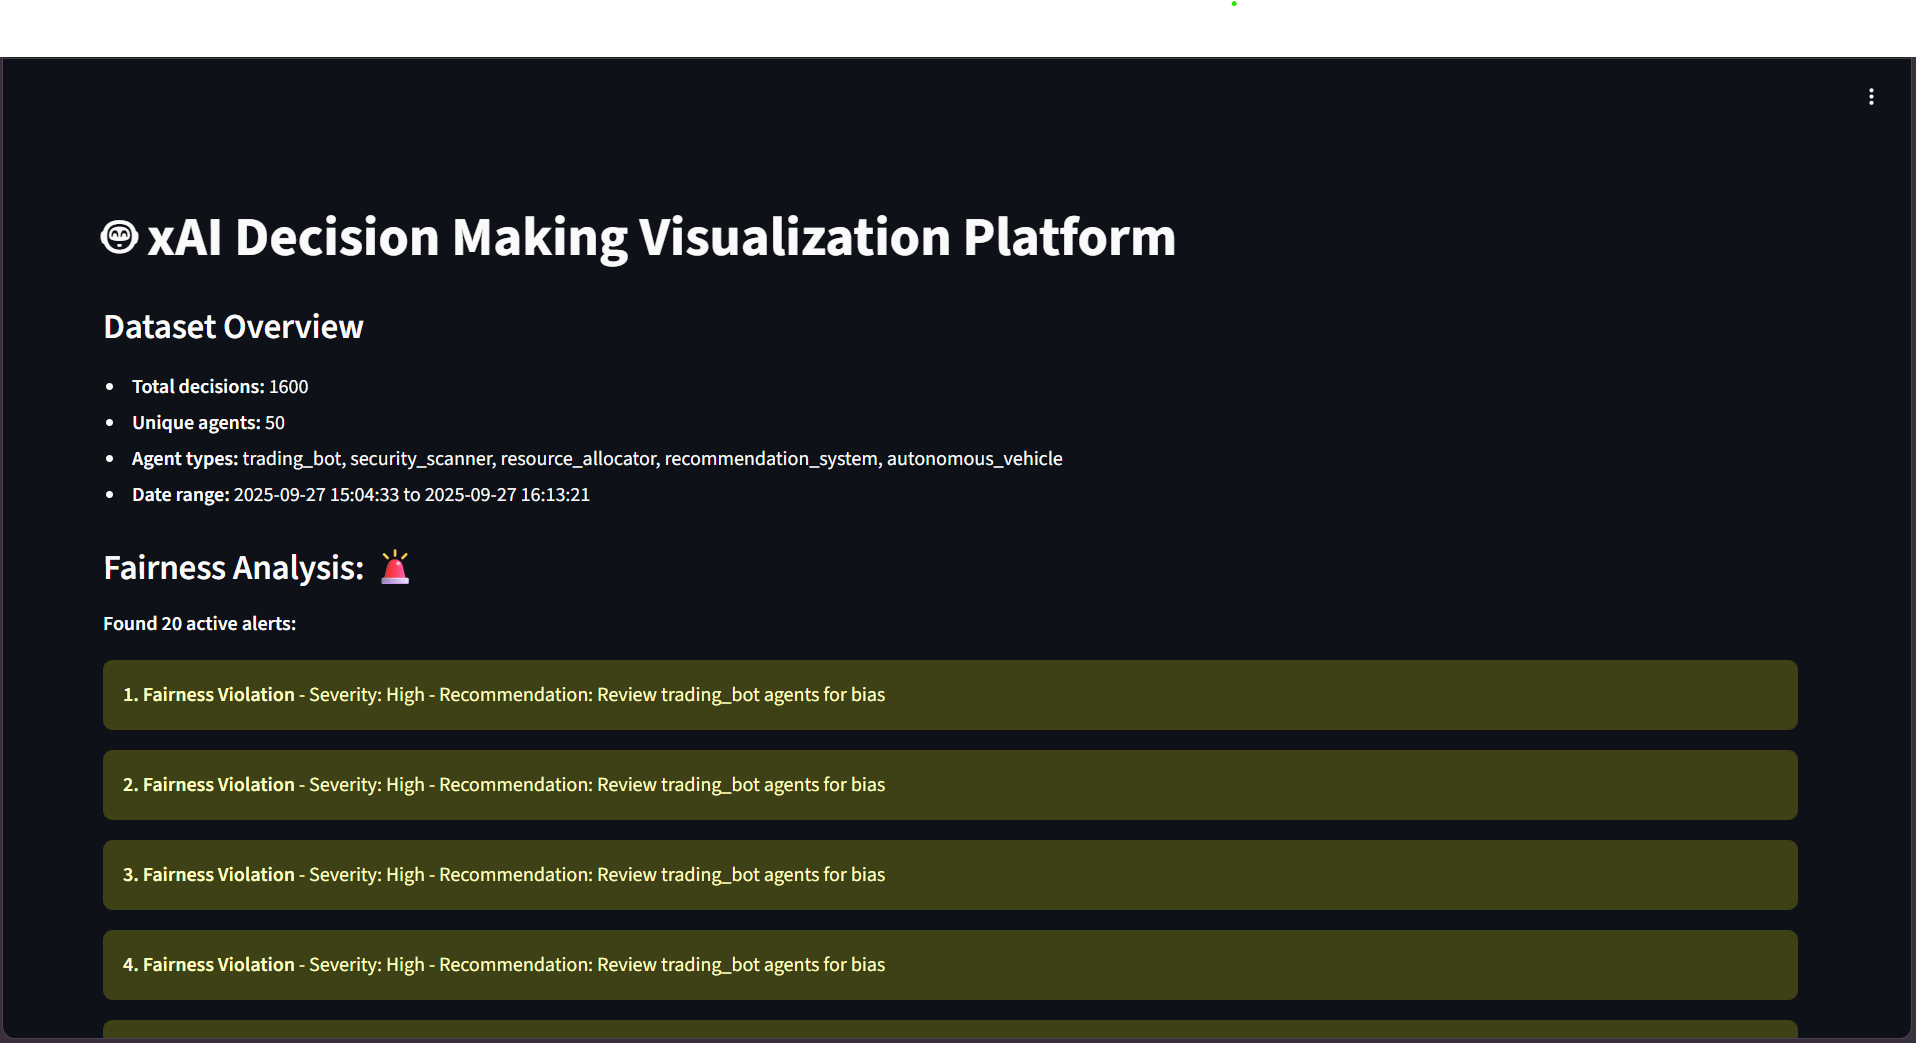 xAI Decision Making Visualization Platform
Dataset Overview
Total decisions: 1600
Unique agents: 50
Agent types: trading_bot, security_scanner, resource_allocator, recommendation_system, autonomous_vehicle
Date range: 2025-09-27 15:04:33 to 2025-09-27 16:13:21
Fairness Analysis:
Found 20 active alerts:
1. Fairness Violation - Severity: High - Recommendation: Review trading_bot agents for bias
2. Fairness Violation - Severity: High - Recommendation: Review trading_bot agents for bias
3. Fairness Violation - Severity: High - Recommendation: Review trading_bot agents for bias
4. Fairness Violation - Severity: High - Recommendation: Review trading_bot agents for bias